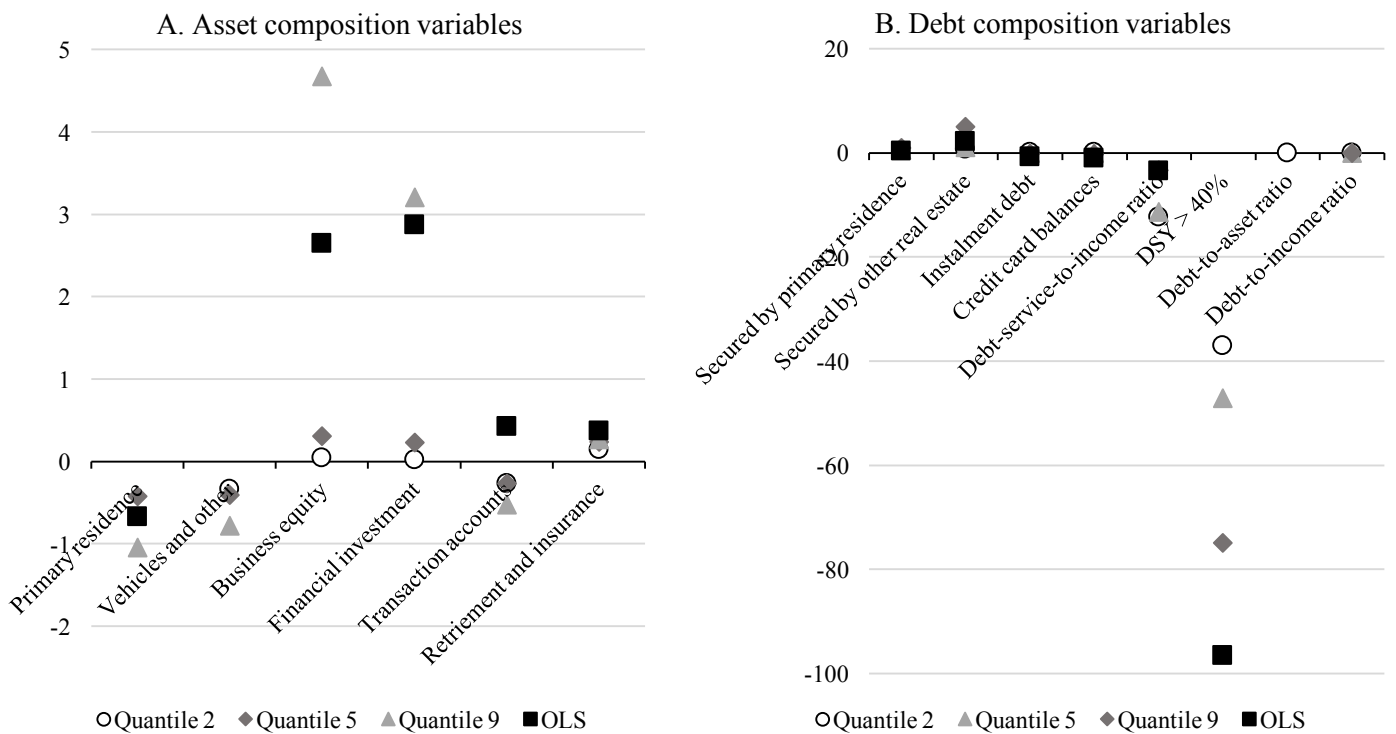 A. Asset composition variables
5
4
3
2
1
0
-1
-2
Primary residence
Vehicles and other
Business equity
Financial investment
Transaction accounts
Retriement and insurance
Quantile 2
Quantile 5
Quantile 9
OLS
B. Debt composition variables
20
0
-20
-40
-60
-80
-100
Secured by primary residence
Secured by other real estate
Instalment debt
Credit card balances
Debt-service-to-income ratio
DSY > 40%
Debt-to-asset ratio
Debt-to-income ratio
Quantile 2
Quantile 5
Quantile 9
OLS